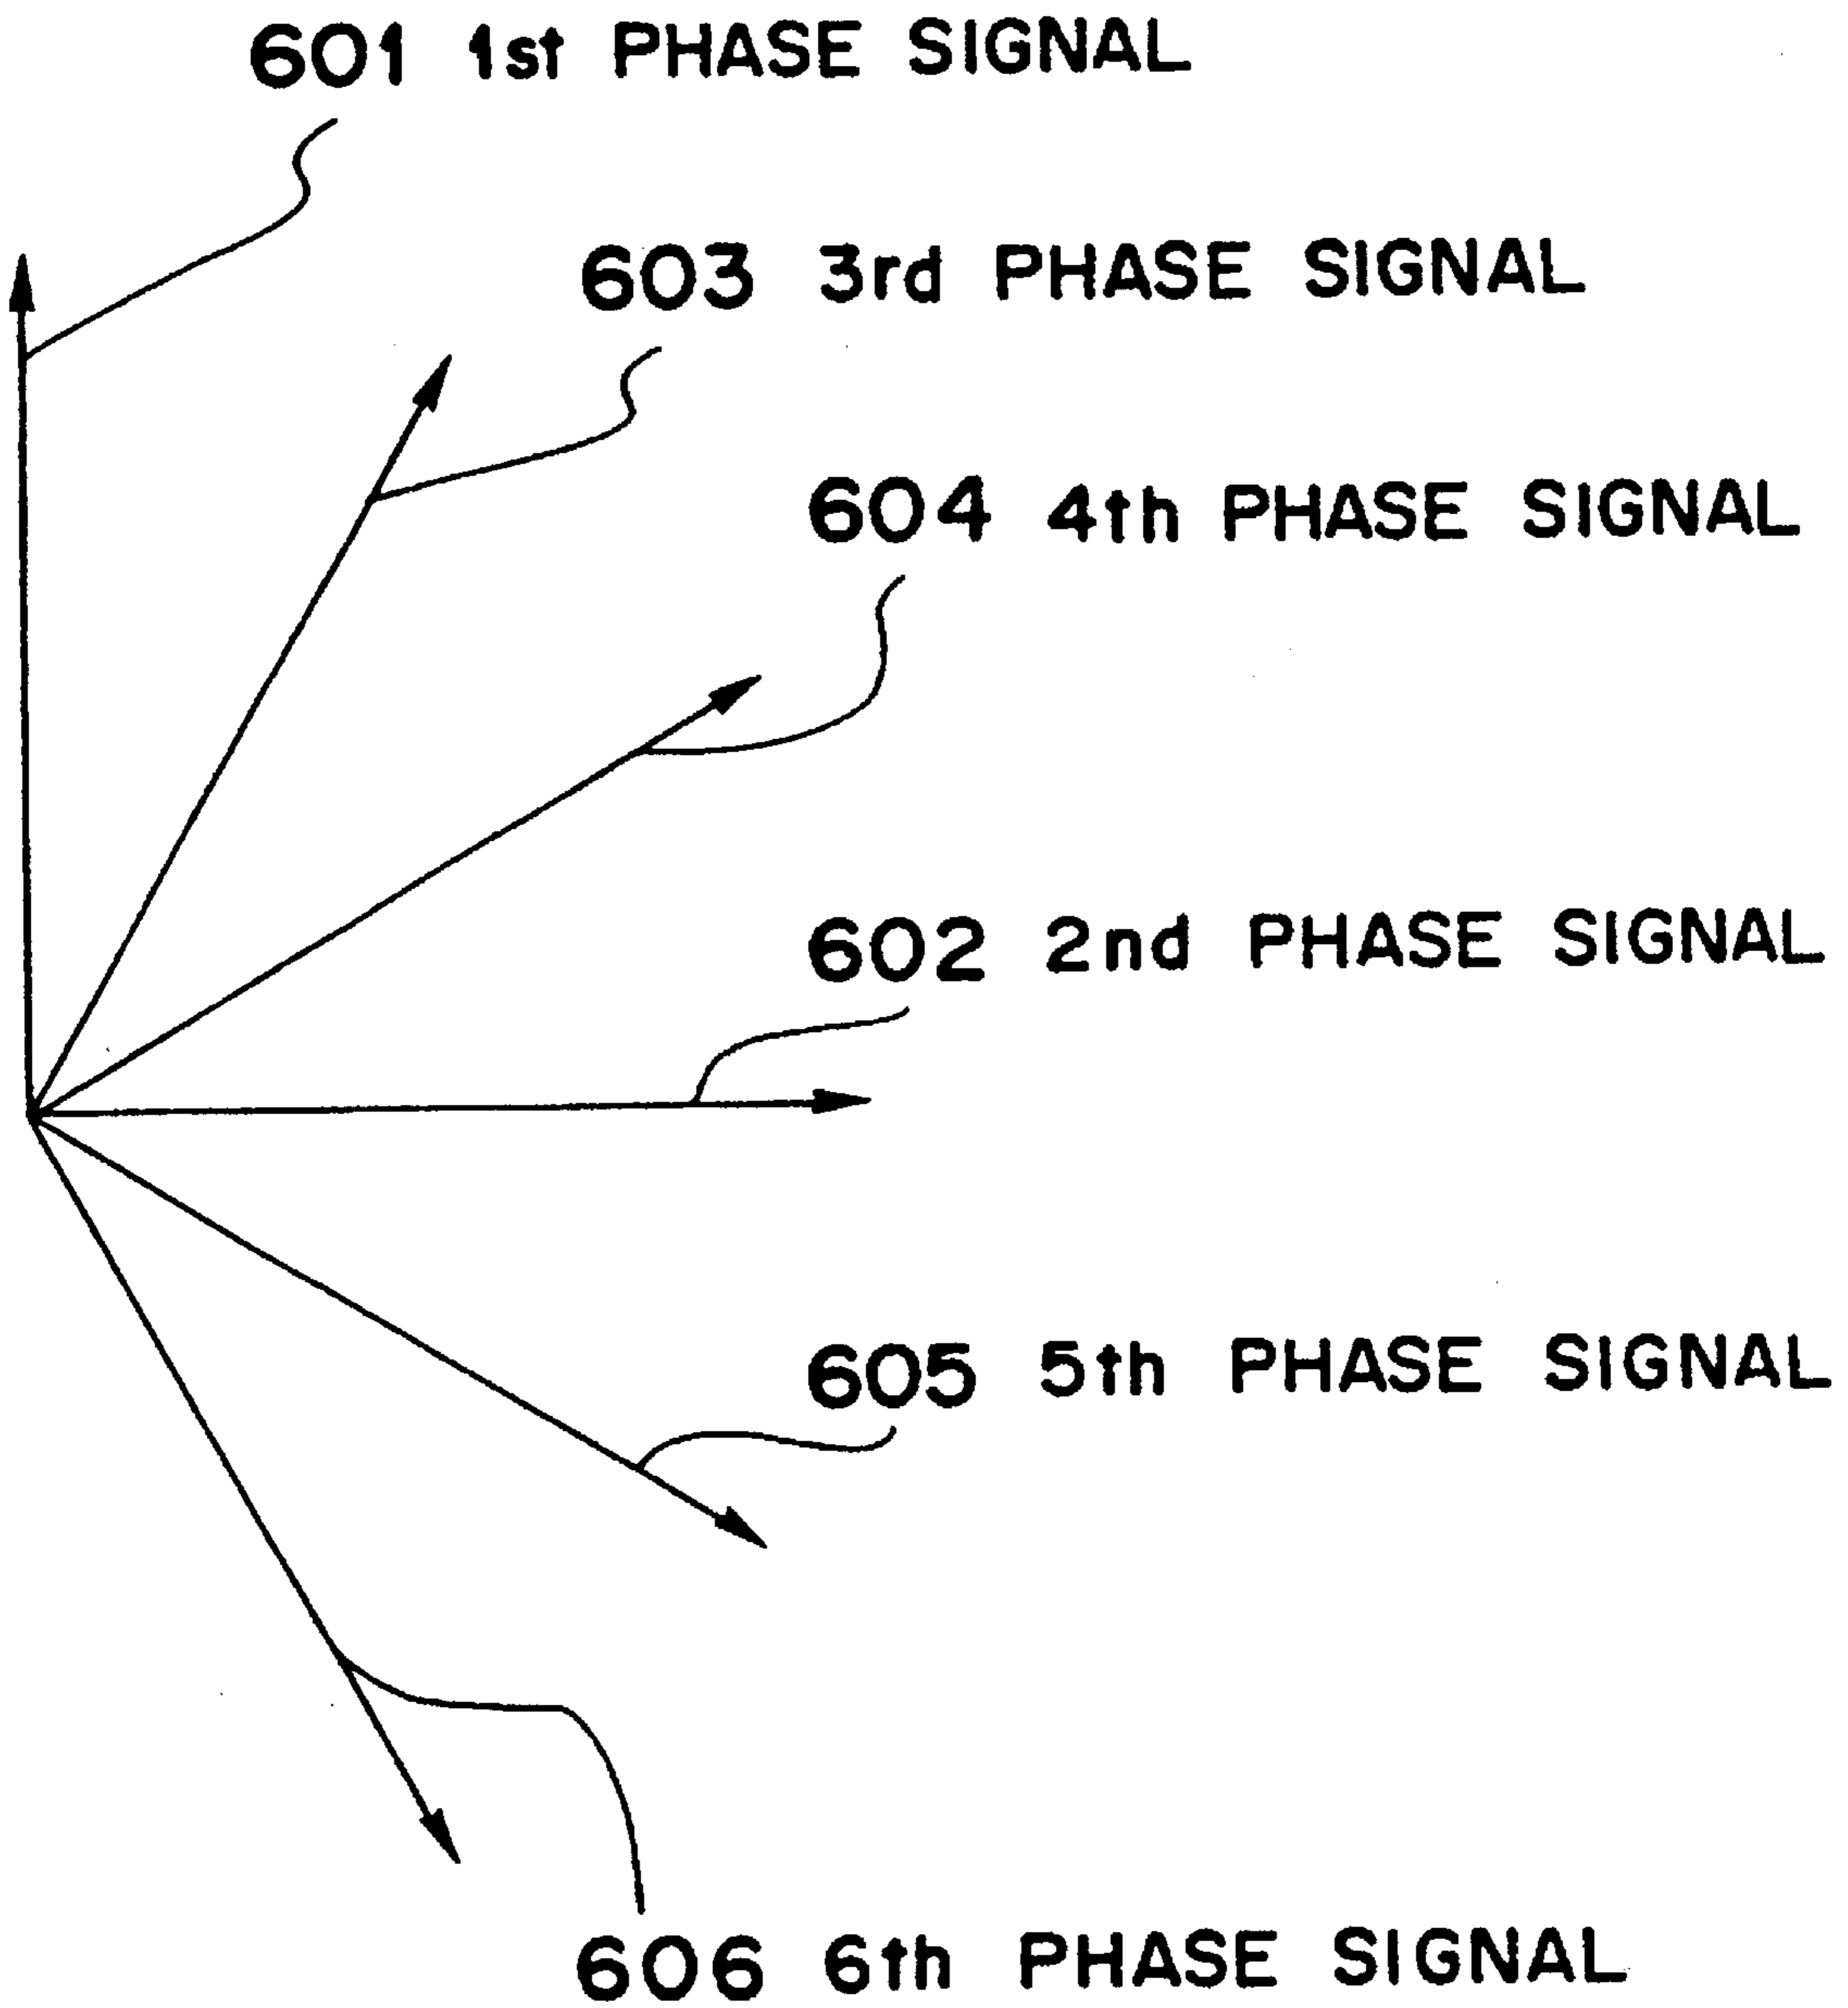 601 1st PHASE SIGNAL
603 3rd PHASE SIGNAL
604 4th PHASE SIGNAL
602 2nd PHASE SIGNAL
605 5th PHASE SIGNAL
606 6th PHASE SIGNAL